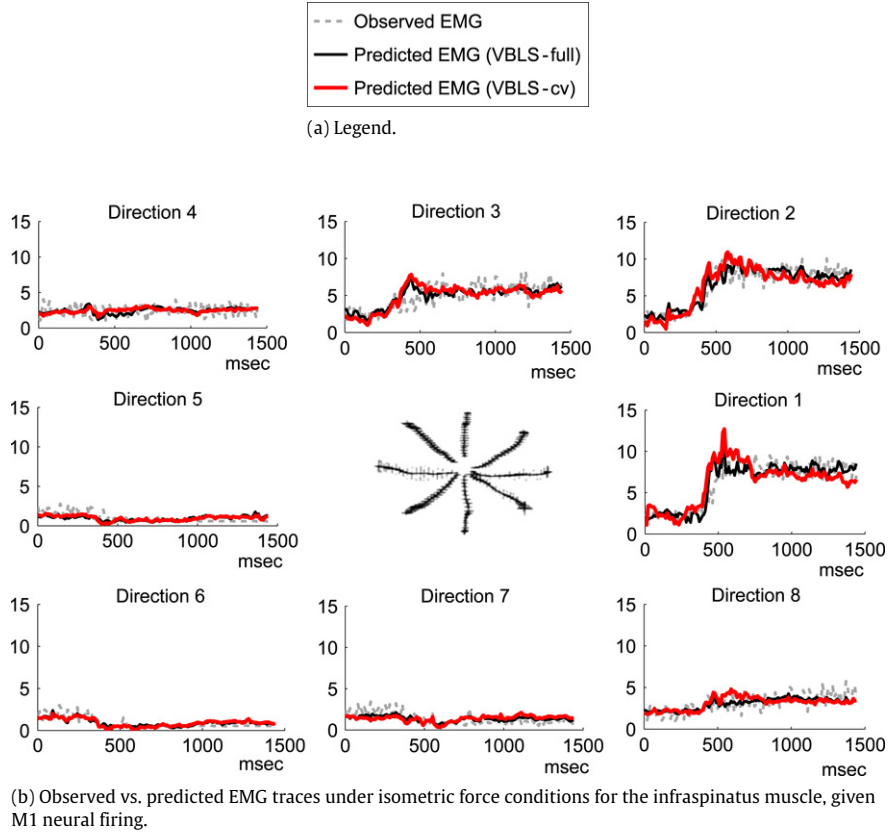 Observed EMG
Predicted EMG (VBLS-full)
Predicted EMG (VBLS-cv)
(a) Legend.
Direction 4
15
10
5
0
0 500 1000 1500
msec
Direction 3
15
10
5
0
0 500 1000 1500
msec
Direction 2
15
10
5
0
0 500 1000 1500
msec
Direction 5
15
10
5
0
0 500 1000 1500
msec
Direction 1
15
10
5
0
0 500 1000 1500
msec
Direction 6
15
10
5
0
0 500 1000 1500
msec
Direction 7
15
10
5
0
0 500 1000 1500
msec
Direction 8
15
10
5
0
0 500 1000 1500
msec
(b) Observed vs. predicted EMG traces under isometric force conditions for the infraspinatus muscle, given
M1 neural firing.